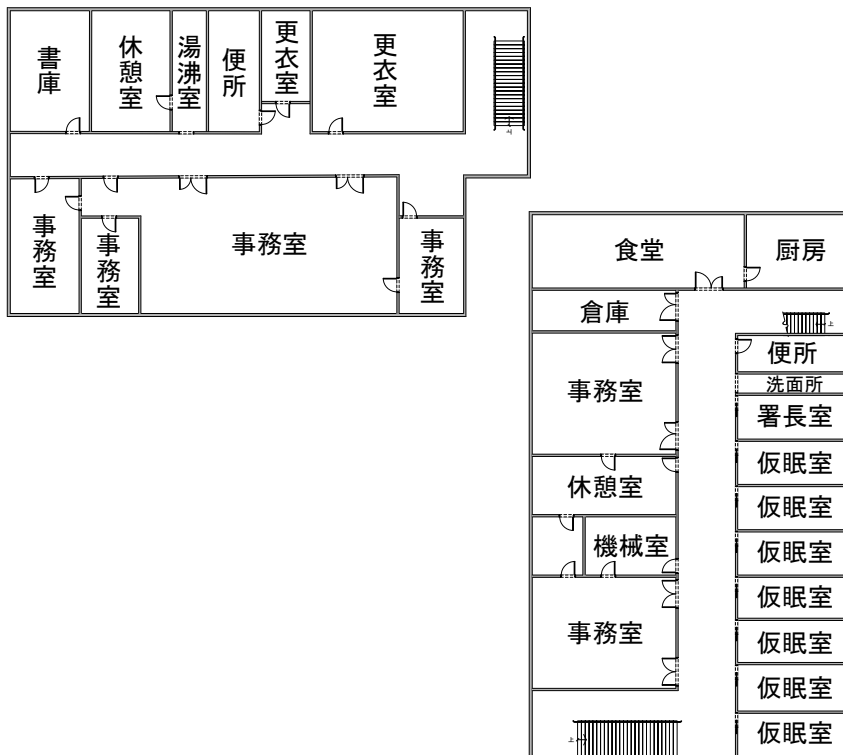 書庫
休憩室
湯沸室
便所
更衣室
更衣室
事務室
事務室
事務室
事務室
食堂
厨房
倉庫
事務室
休憩室
機械室
事務室
上
便所
洗面所
署長室
仮眠室
仮眠室
仮眠室
仮眠室
仮眠室
仮眠室
仮眠室
上